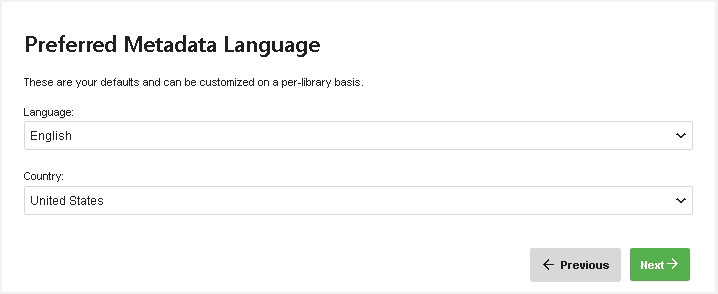 Preferred Metadata Language
These are your defaults and can be customized on a per-library basis.
Language:
English
Country:
United States
Previous
Next